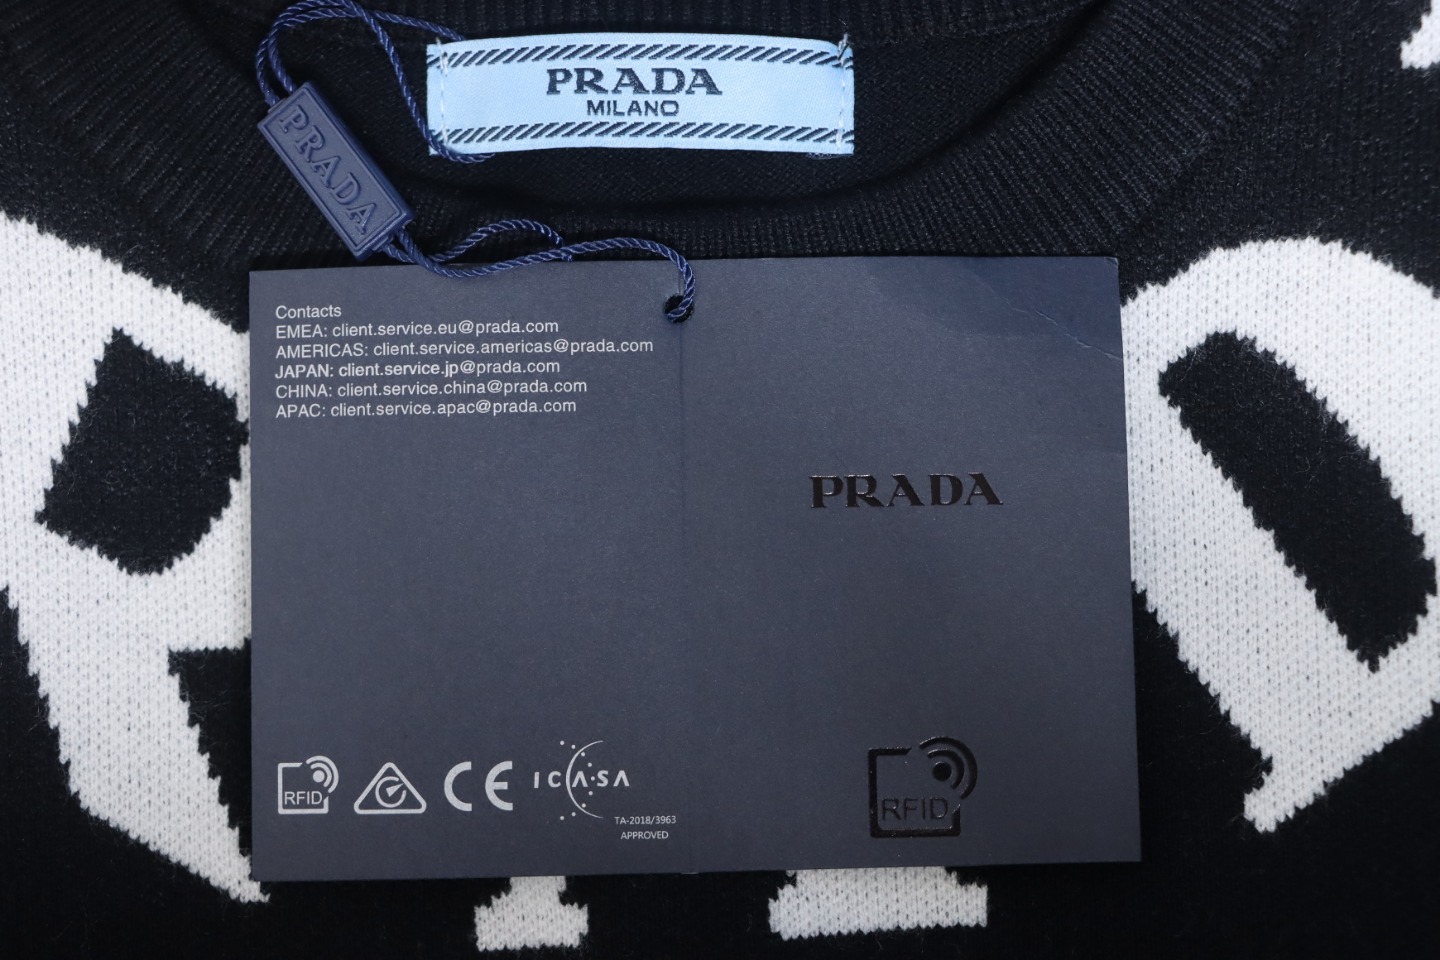 PRADA
MILANO
PRADA
Contacts
EMEA: client.service.eu@prada.com
AMERICAS: client.service.americas@prada.com
JAPAN: client.service.jp@prada.com
CHINA: client.service.china@prada.com
APAC: client.service.apac@prada.com
PRADA
RFID
CE
ICASA
TA-2018/3963
APPROVED
RFID